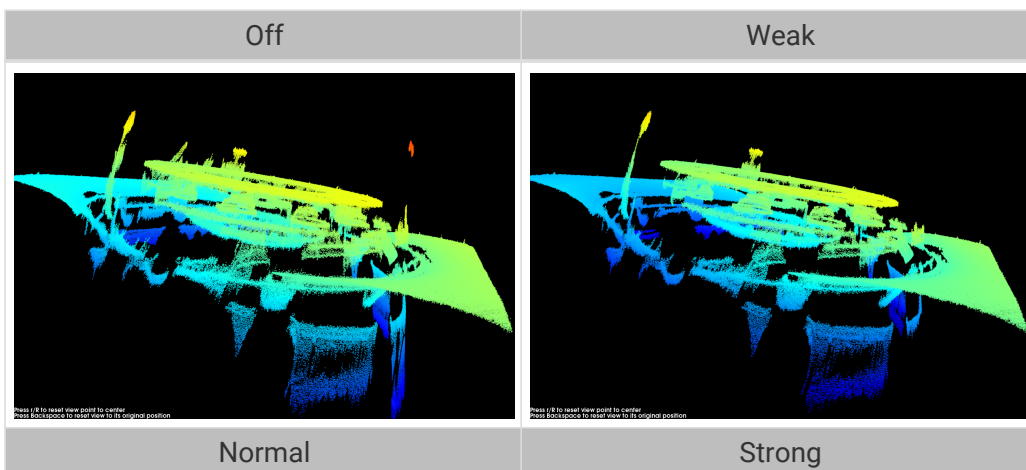 Off
Weak
Press r/R to reset view point to center
Press Backspace to reset view to its original position
Press r/R to reset view point to center
Press Backspace to reset view to its original position
Normal
Strong